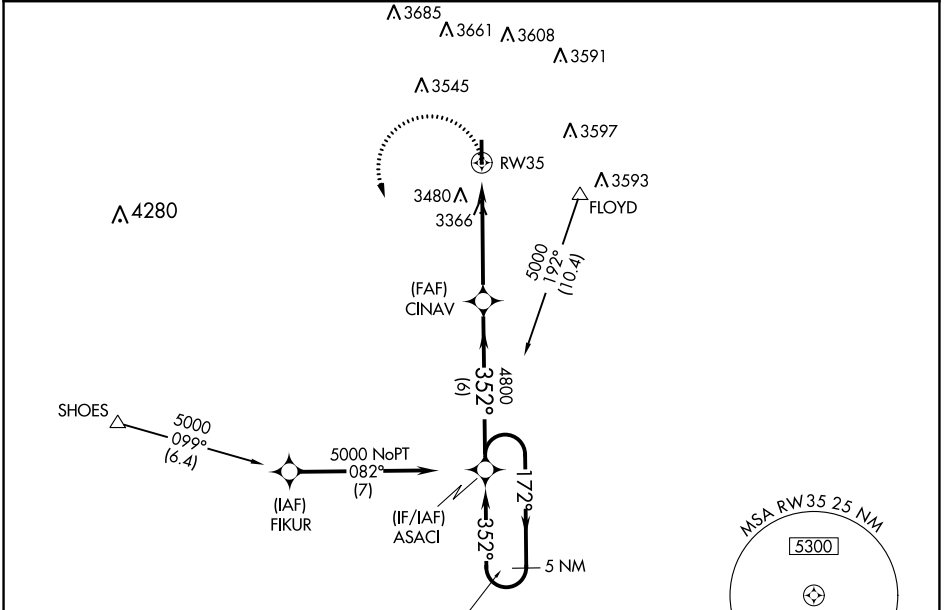 3685
3661
3608
3591
3545
3597
RW35
3480
3366
3593
FLOYD
4280
5000
192°
(10.4)
(FAF)
CINAV
4800
352°
(6)
SHOES
5000
099°
(6.4)
5000 NoPT
082°
(7)
(IAF)
FIKUR
(IF/IAF)
ASACI
172°
352°
5 NM
MSA RW35 25 NM
5300